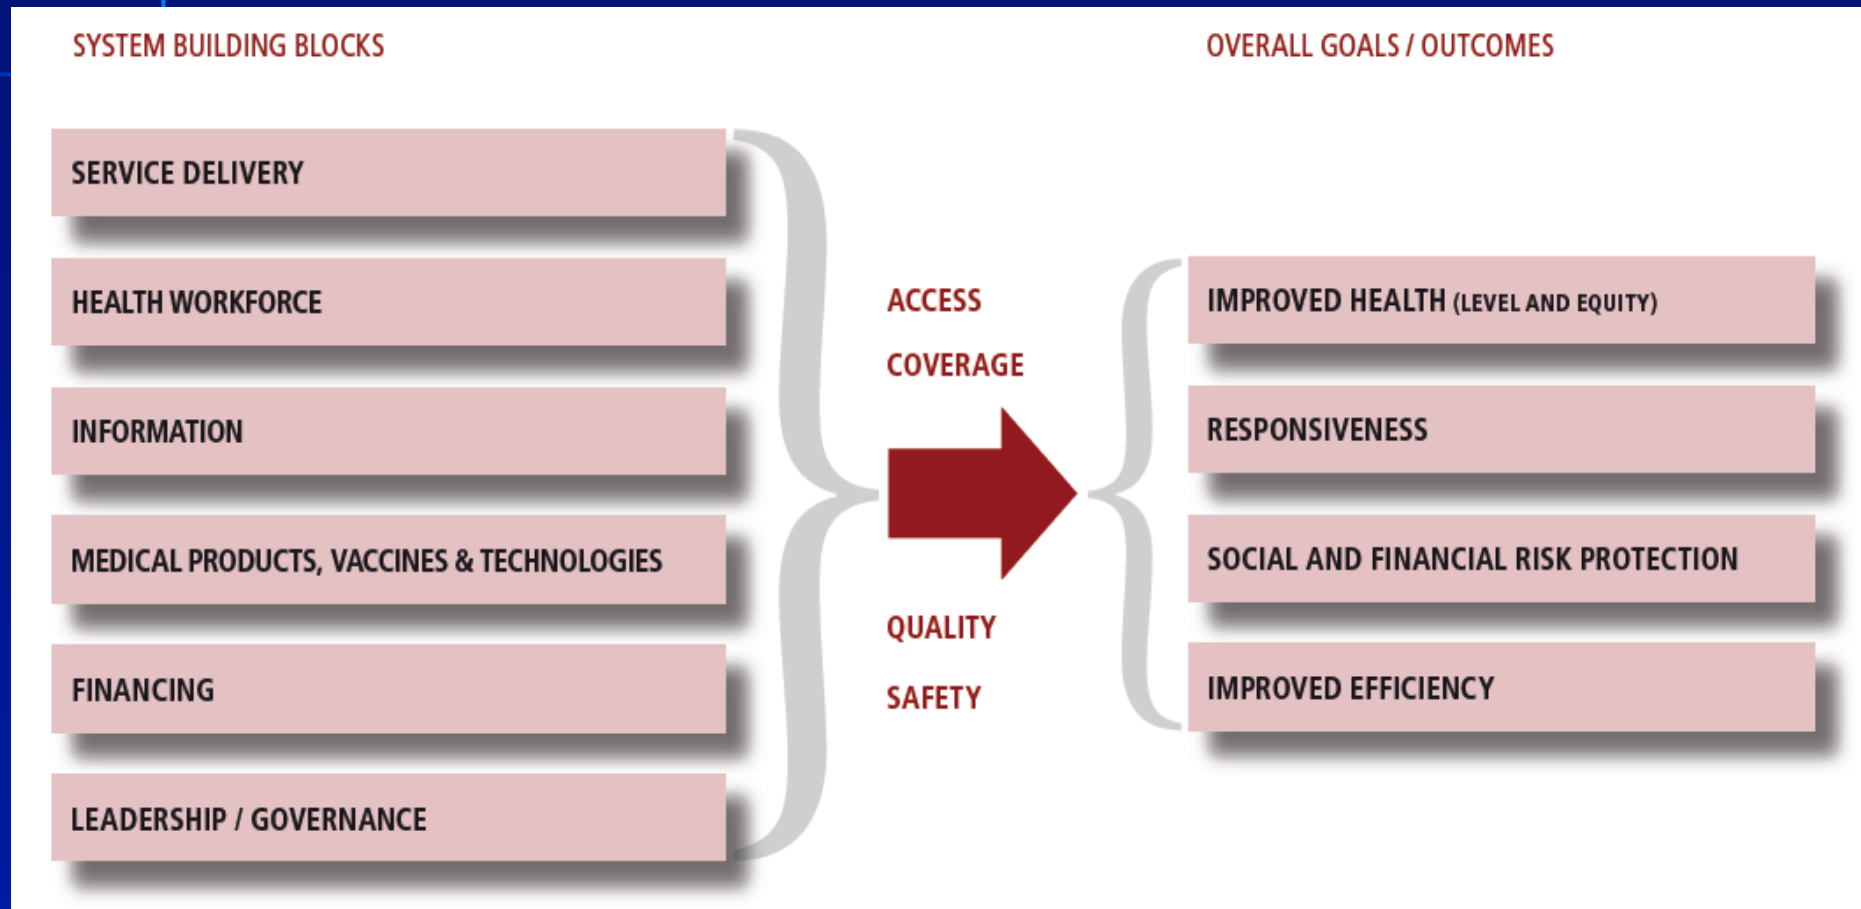 SYSTEM BUILDING BLOCKS
OVERALL GOALS / OUTCOMES
SERVICE DELIVERY
HEALTH WORKFORCE
INFORMATION
MEDICAL PRODUCTS, VACCINES & TECHNOLOGIES
FINANCING
LEADERSHIP / GOVERNANCE
ACCESS
COVERAGE
QUALITY
SAFETY
IMPROVED HEALTH (LEVEL AND EQUITY)
RESPONSIVENESS
SOCIAL AND FINANCIAL RISK PROTECTION
IMPROVED EFFICIENCY